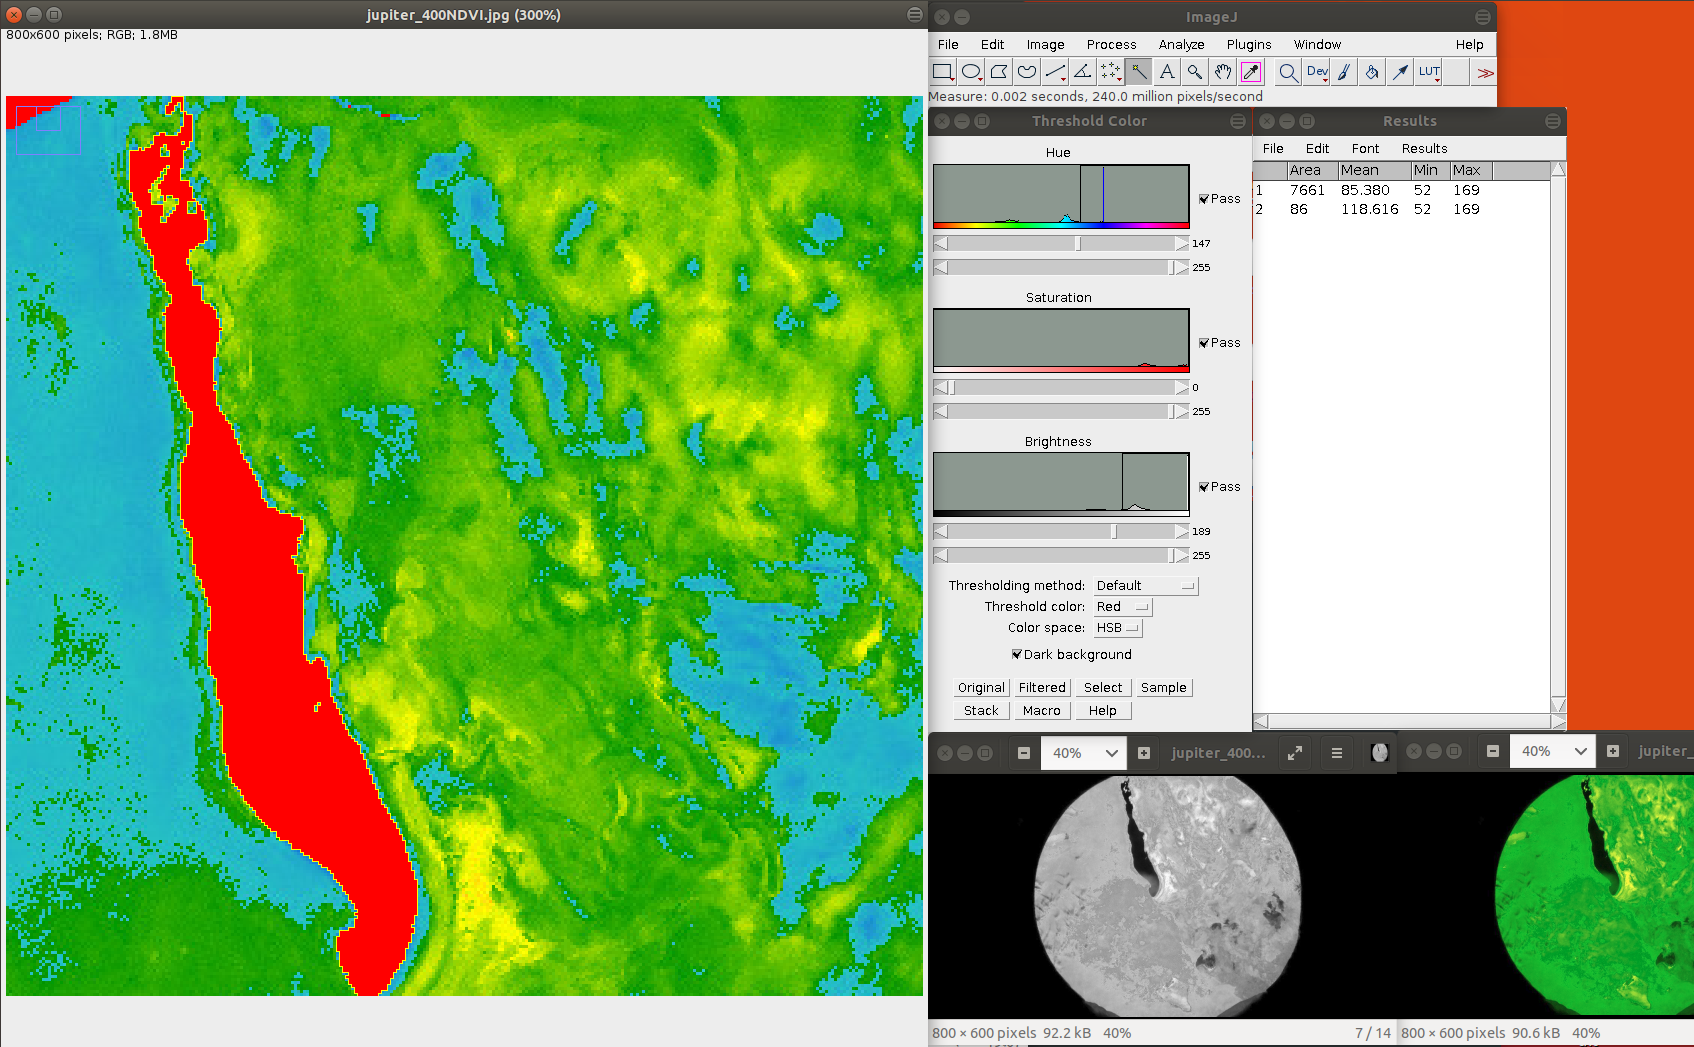 jupiter_400NDVI.jpg (300%)
800x600 pixels; RGB; 1.8MB
ImageJ
File Edit Image Process Analyze Plugins Window Help
Dev LUT
Measure: 0.002 seconds, 240.0 million pixels/second
Threshold Color
Hue
Pass
147
255
Saturation
Pass
0
255
Brightness
Pass
189
255
Thresholding method: Default
Threshold color: Red
Color space: HSB
Dark background
Original Filtered Select Sample
Stack Macro Help
Results
File Edit Font Results
Area Mean Min Max
1 7661 85.380 52 169
2 86 118.616 52 169
40% jupiter_400...
800 × 600 pixels 92.2 kB 40% 7 / 14
40% jupiter_
800 × 600 pixels 90.6 kB 40%